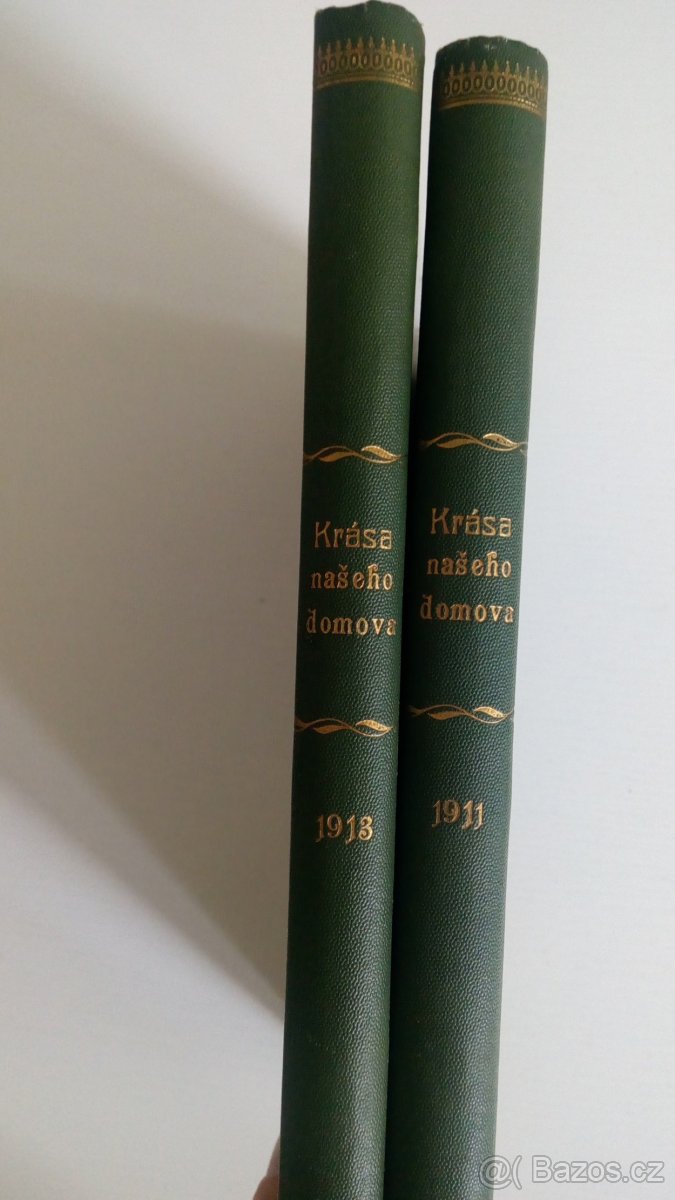 Krása
našeho
domova
1913
Krása
našeho
domova
1911
@( Bazos.cz